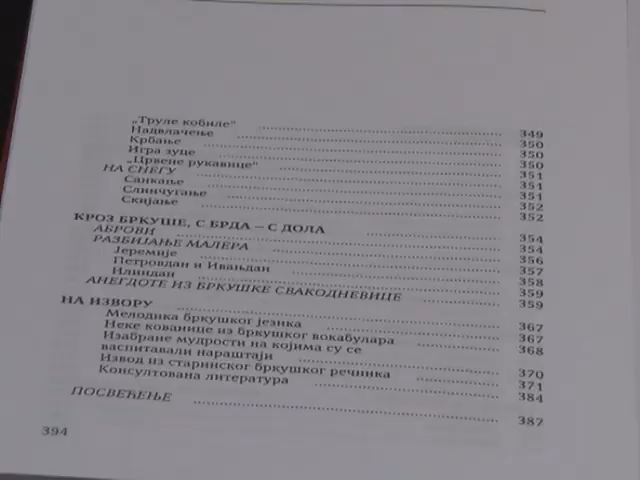 „Труле кобиле“ 349
Надвлачење 350
Крбање 350
Игра зуце 350
„Црвене рукавице“ 351
НА СНЕГУ 351
Санкање 351
Слинчугање 352
Скијање 352
КРОЗ БРКУШЕ, С БРДА – С ДОЛА 354
АБРОВИ 354
РАЗБИЈАЊЕ МАЛЕРА 356
Јеремије 357
Петровдан и Ивањдан 358
Илиндан 359
АНЕГДОТЕ ИЗ БРКУШКЕ СВАКОДНЕВИЦЕ 359
НА ИЗВОРУ 367
Мелодика бркушког језика 367
Неке кованице из бркушког вокабулара 368
Изабране мудрости на којима су се
васпитавали нараштаји 370
Извод из старинског бркушког речника 371
Консултована литература 384
ПОСВЕЋЕЊЕ 387
394